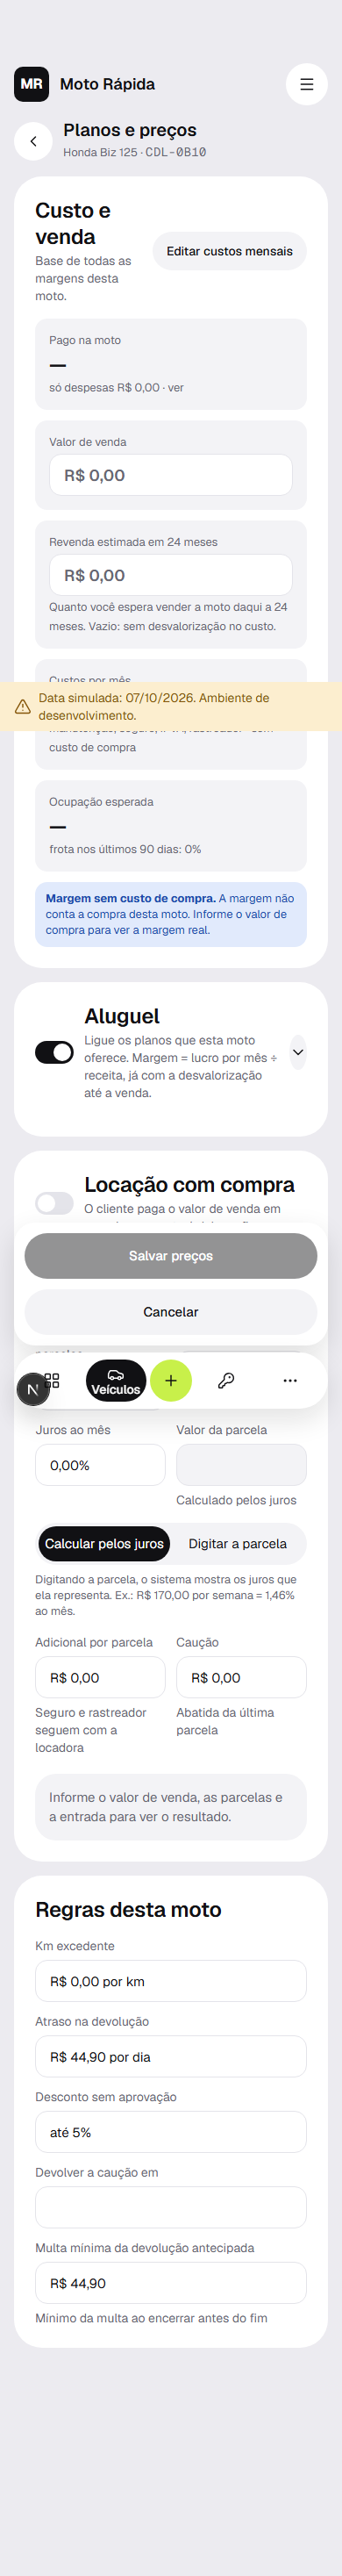 MR Moto Rápida
Planos e preços
Honda Biz 125 · CDL-0B10
Custo e
venda
Base de todas as
margens desta
moto.
Editar custos mensais
Pago na moto
—
só despesas R$ 0,00 · ver
Valor de venda
R$ 0,00
Revenda estimada em 24 meses
R$ 0,00
Quanto você espera vender a moto daqui a 24
meses. Vazio: sem desvalorização no custo.
Custos por mês
Data simulada: 07/10/2026. Ambiente de
desenvolvimento.
custo de compra
Ocupação esperada
—
frota nos últimos 90 dias: 0%
Margem sem custo de compra. A margem não
conta a compra desta moto. Informe o valor de
compra para ver a margem real.
Aluguel
Ligue os planos que esta moto
oferece. Margem = lucro por mês ÷
receita, já com a desvalorização
até a venda.
Locação com compra
O cliente paga o valor de venda em
Salvar preços
Cancelar
N
Veículos
Juros ao mês
0,00%
Valor da parcela
Calculado pelos juros
Calcular pelos juros
Digitar a parcela
Digitando a parcela, o sistema mostra os juros que
ela representa. Ex.: R$ 170,00 por semana = 1,46%
ao mês.
Adicional por parcela
R$ 0,00
Seguro e rastreador
seguem com a
locadora
Caução
R$ 0,00
Abatida da última
parcela
Informe o valor de venda, as parcelas e
a entrada para ver o resultado.
Regras desta moto
Km excedente
R$ 0,00 por km
Atraso na devolução
R$ 44,90 por dia
Desconto sem aprovação
até 5%
Devolver a caução em
Multa mínima da devolução antecipada
R$ 44,90
Mínimo da multa ao encerrar antes do fim